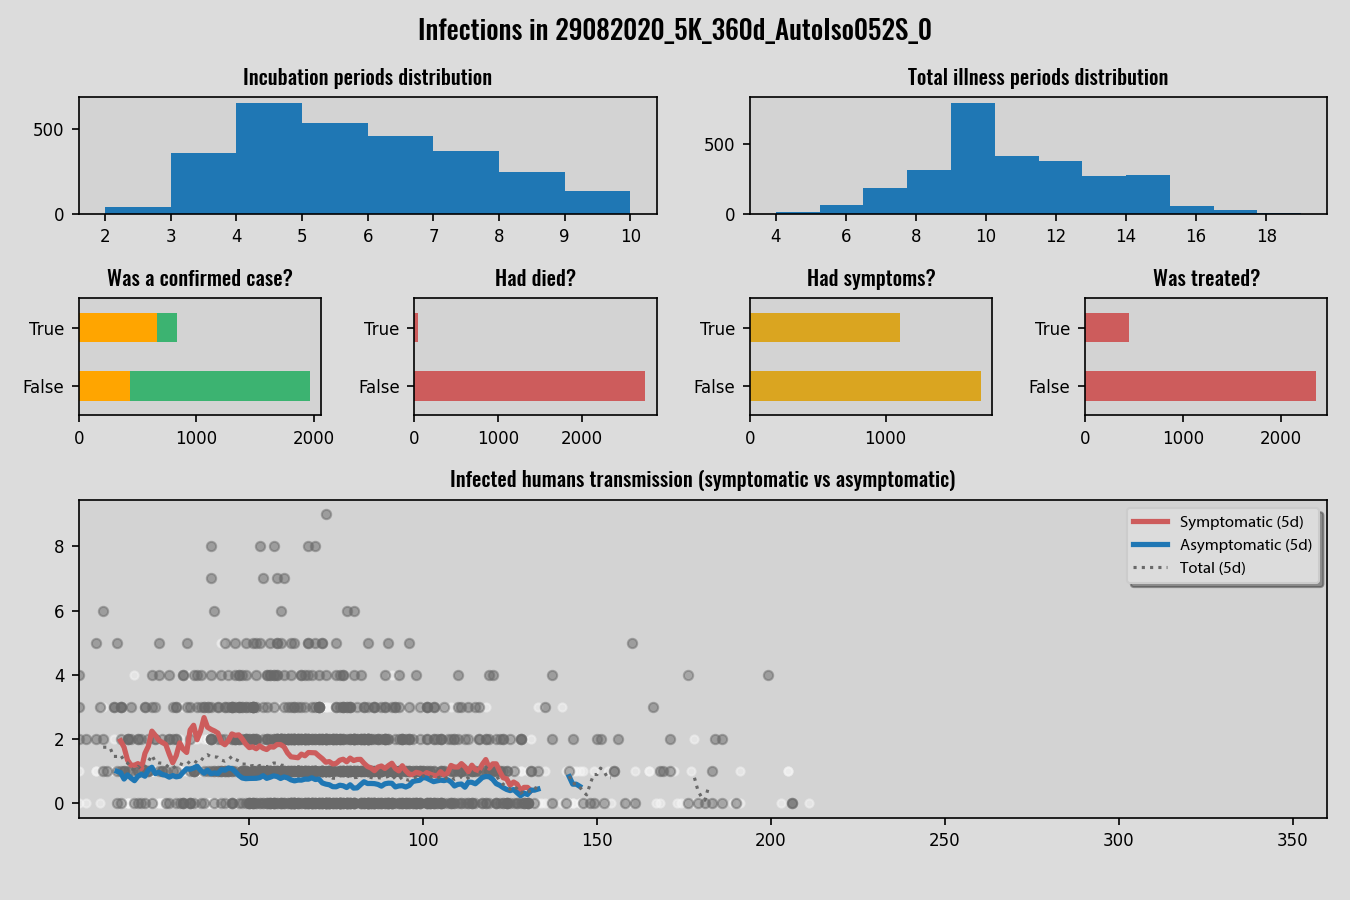 Infections in 29082020_5K_360d_AutoIso052S_0
Incubation periods distribution
Total illness periods distribution
500
0
2 3 4 5 6 7 8 9 10
500
0
4 6 8 10 12 14 16 18
Was a confirmed case?
Had died?
Had symptoms?
Was treated?
True
False
0 1000 2000
True
False
0 1000 2000
True
False
0 1000
True
False
0 1000 2000
Infected humans transmission (symptomatic vs asymptomatic)
Symptomatic (5d)
Asymptomatic (5d)
Total (5d)
8
6
4
2
0
50 100 150 200 250 300 350